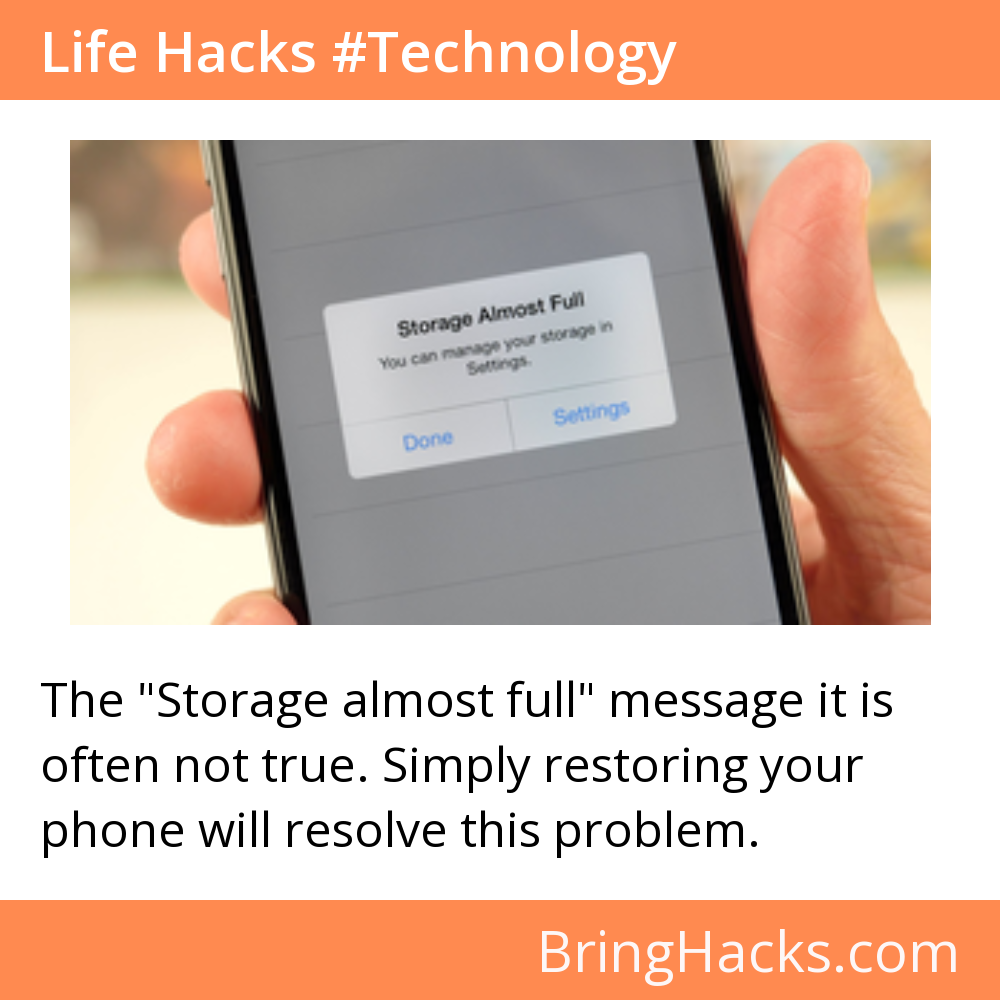 Life Hacks #Technology
Storage Almost Full
You can manage your storage in
Settings.
Done
Settings
The "Storage almost full" message it is
often not true. Simply restoring your
phone will resolve this problem.
BringHacks.com